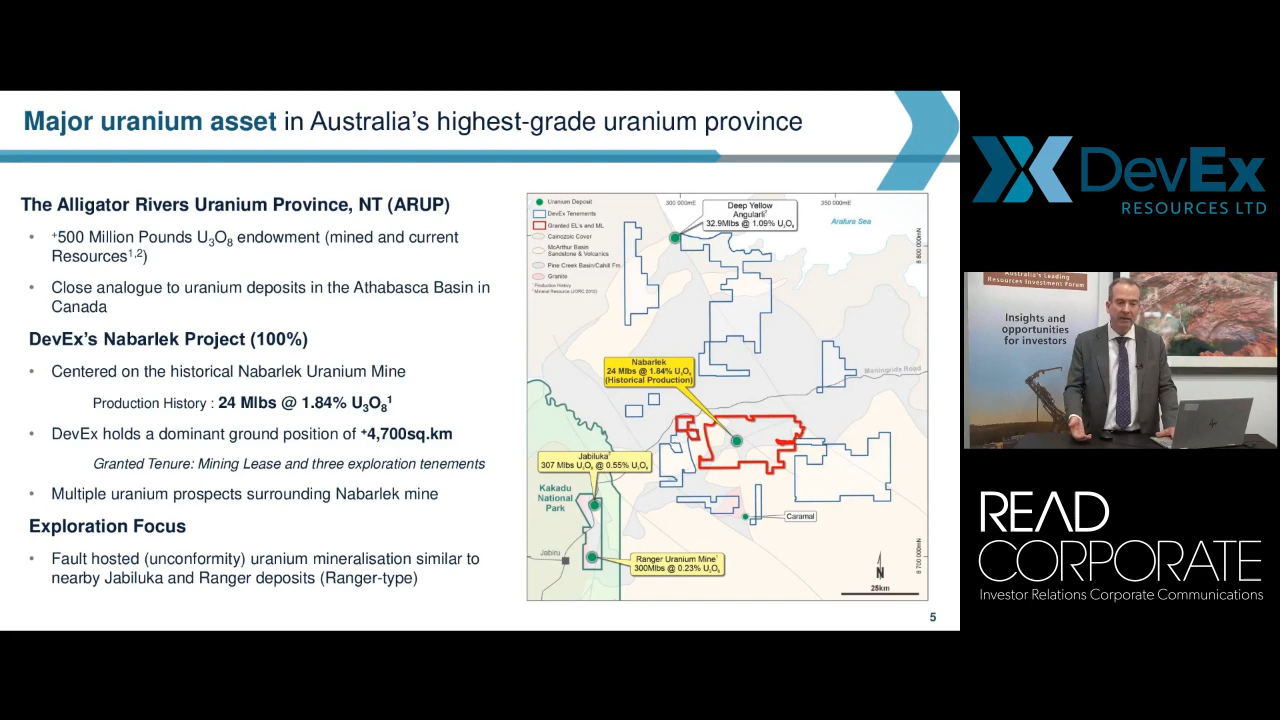 Major uranium asset in Australia's highest-grade uranium province
The Alligator Rivers Uranium Province, NT (ARUP)
• +500 Million Pounds U3O8 endowment (mined and current
Resources1,2)
• Close analogue to uranium deposits in the Athabasca Basin in
Canada
DevEx's Nabarlek Project (100%)
• Centered on the historical Nabarlek Uranium Mine
Production History : 24 Mlbs @ 1.84% U3O81
• DevEx holds a dominant ground position of +4,700sq.km
Granted Tenure: Mining Lease and three exploration tenements
• Multiple uranium prospects surrounding Nabarlek mine
Exploration Focus
• Fault hosted (unconformity) uranium mineralisation similar to
nearby Jabiluka and Ranger deposits (Ranger-type)
Uranium Deposit
DevEx Tenements
Granted EL's and ML
Cainozoic Cover
McArthur Basin
Sandstone & Volcanics
Pine Creek Basin/Cahill Fm.
Granite
1 Production History
2 Mineral Resource (JORC 2012)
300 000mE
350 000mE
Deep Yellow
Angularli2
32.9Mlbs @ 1.09% U3O8
Arafura Sea
8 800 000mN
Nabarlek
24 Mlbs @ 1.84% U3O8
(Historical Production)
Maningrida Road
Jabiluka2
307 Mlbs U3O8 @ 0.55% U3O8
Kakadu
National
Park
Caramal
Jabiru
Ranger Uranium Mine1
300Mlbs @ 0.23% U3O8
8 700 000mN
N
25km
5
DevEx
RESOURCES LTD
Australia's Leading
Resources Investment Forum
Insights and
opportunities
for investors
READ
CORPORATE
Investor Relations Corporate Communications